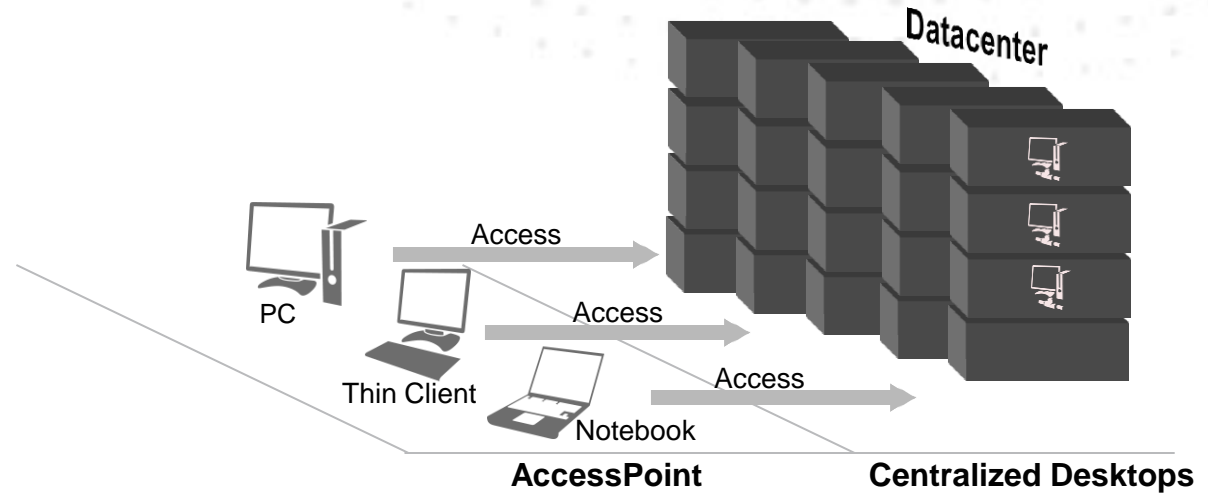 Datacenter
Access
PC
Access
Thin Client
Access
Notebook
AccessPoint
Centralized Desktops